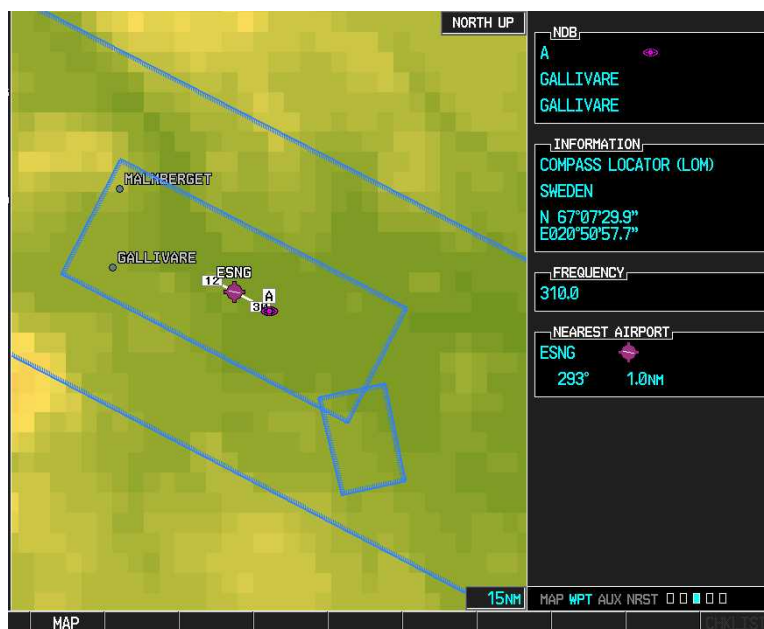 NORTH UP
MALMBERGET
GALLIVARE
ESNG
12
A
15NM
MAP
NDB
A
GALLIVARE
GALLIVARE
INFORMATION
COMPASS LOCATOR (LOM)
SWEDEN
N 67°07'29.9"
E020°50'57.7"
FREQUENCY
310.0
NEAREST AIRPORT
ESNG
293° 1.0NM
MAP WPT AUX NRST
CHKLIST